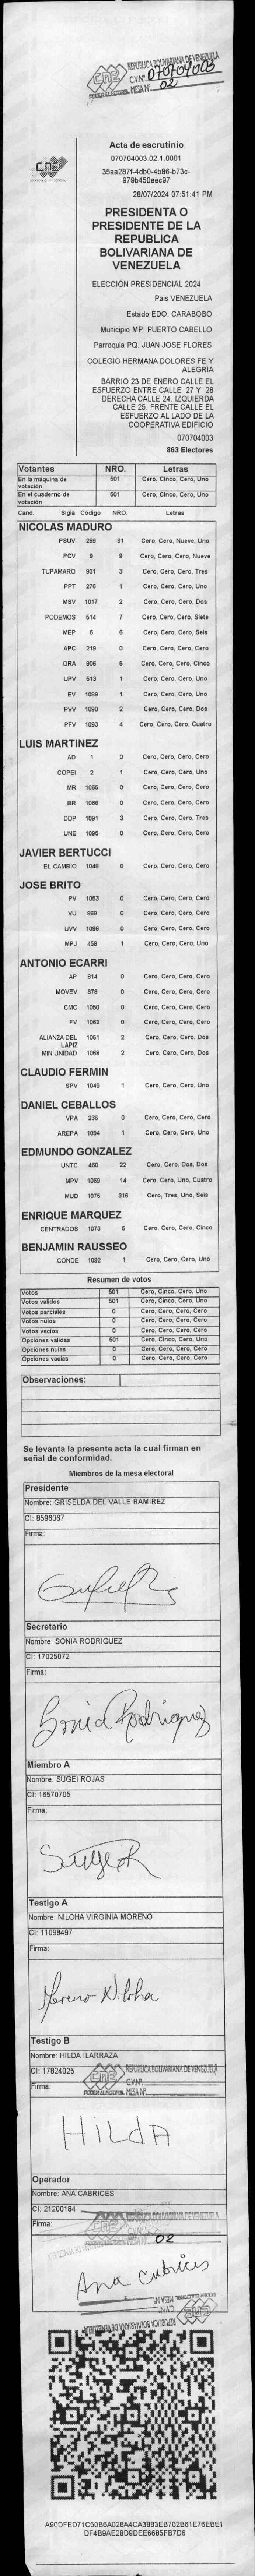 REPUBLICA BOLIVARIANA DE VENEZUELA
CNE
CV Nº 070704003
PODER ELECTORAL MESA Nº 02
Acta de escrutinio
070704003.02.1.0001
CNE
35aa287f-4db0-4b86-b73c-
979b450eec97
28/07/2024 07:51:41 PM
PRESIDENTA O
PRESIDENTE DE LA
REPUBLICA
BOLIVARIANA DE
VENEZUELA
ELECCIÓN PRESIDENCIAL 2024
Pais VENEZUELA
Estado EDO. CARABOBO
Municipio MP. PUERTO CABELLO
Parroquia PQ. JUAN JOSE FLORES
COLEGIO HERMANA DOLORES FE Y
ALEGRIA
BARRIO 23 DE ENERO CALLE EL
ESFUERZO ENTRE CALLE 27 Y 28
DERECHA CALLE 24. IZQUIERDA
CALLE 25. FRENTE CALLE EL
ESFUERZO AL LADO DE LA
COOPERATIVA EDIFICIO
070704003
863 Electores
Votantes NRO. Letras
En la máquina de votación 501 Cero, Cinco, Cero, Uno
En el cuaderno de votación 501 Cero, Cinco, Cero, Uno
Cand. Sigla Código NRO. Letras
NICOLAS MADURO
PSUV 269 91 Cero, Cero, Nueve, Uno
PCV 9 9 Cero, Cero, Cero, Nueve
TUPAMARO 931 3 Cero, Cero, Cero, Tres
PPT 276 1 Cero, Cero, Cero, Uno
MSV 1017 2 Cero, Cero, Cero, Dos
PODEMOS 514 7 Cero, Cero, Cero, Siete
MEP 6 6 Cero, Cero, Cero, Seis
APC 219 0 Cero, Cero, Cero, Cero
ORA 906 5 Cero, Cero, Cero, Cinco
UPV 513 1 Cero, Cero, Cero, Uno
EV 1089 1 Cero, Cero, Cero, Uno
PVV 1090 2 Cero, Cero, Cero, Dos
PFV 1093 4 Cero, Cero, Cero, Cuatro
LUIS MARTINEZ
AD 1 0 Cero, Cero, Cero, Cero
COPEI 2 1 Cero, Cero, Cero, Uno
MR 1065 0 Cero, Cero, Cero, Cero
BR 1066 0 Cero, Cero, Cero, Cero
DDP 1091 3 Cero, Cero, Cero, Tres
UNE 1095 0 Cero, Cero, Cero, Cero
JAVIER BERTUCCI
EL CAMBIO 1048 0 Cero, Cero, Cero, Cero
JOSE BRITO
PV 1053 0 Cero, Cero, Cero, Cero
VU 968 0 Cero, Cero, Cero, Cero
UVV 1096 0 Cero, Cero, Cero, Cero
MPJ 458 1 Cero, Cero, Cero, Uno
ANTONIO ECARRI
AP 814 0 Cero, Cero, Cero, Cero
MOVEV 679 0 Cero, Cero, Cero, Cero
CMC 1050 0 Cero, Cero, Cero, Cero
FV 1062 0 Cero, Cero, Cero, Cero
ALIANZA DEL LAPIZ 1061 2 Cero, Cero, Cero, Dos
MIN UNIDAD 1068 2 Cero, Cero, Cero, Dos
CLAUDIO FERMIN
SPV 1049 1 Cero, Cero, Cero, Uno
DANIEL CEBALLOS
VPA 236 0 Cero, Cero, Cero, Cero
AREPA 1094 1 Cero, Cero, Cero, Uno
EDMUNDO GONZALEZ
UNTC 460 22 Cero, Cero, Dos, Dos
MPV 1069 14 Cero, Cero, Uno, Cuatro
MUD 1075 316 Cero, Tres, Uno, Seis
ENRIQUE MARQUEZ
CENTRADOS 1073 5 Cero, Cero, Cero, Cinco
BENJAMIN RAUSSEO
CONDE 1092 1 Cero, Cero, Cero, Uno
Resumen de votos
Votos 501 Cero, Cinco, Cero, Uno
Votos validos 501 Cero, Cinco, Cero, Uno
Votos parciales 0 Cero, Cero, Cero, Cero
Votos nulos 0 Cero, Cero, Cero, Cero
Votos vacios 0 Cero, Cero, Cero, Cero
Opciones validas 501 Cero, Cinco, Cero, Uno
Opciones nulas 0 Cero, Cero, Cero, Cero
Opciones vacias 0 Cero, Cero, Cero, Cero
Observaciones:
Se levanta la presente acta la cual firman en
señal de conformidad.
Miembros de la mesa electoral
Presidente
Nombre: GRISELDA DEL VALLE RAMIREZ
CI: 8596067
Firma:
Secretario
Nombre: SONIA RODRIGUEZ
CI: 17025072
Firma:
Sonia Rodriguez
Miembro A
Nombre: SUGEI ROJAS
CI: 16570705
Firma:
Sugei R
Testigo A
Nombre: NILOHA VIRGINIA MORENO
CI: 11098497
Firma:
Moreno Niloha
Testigo B
Nombre: HILDA ILARRAZA
CI: 17824025
REPUBLICA BOLIVARIANA DE VENEZUELA
CNE
CV Nº
Firma:
PODER ELECTORAL MESA Nº
HILDA
Operador
Nombre: ANA CABRICES
CI: 21200184
Firma:
CNE
02
Ana Cabrices
MESA Nº
CV Nº
CNE
REPUBLICA BOLIVARIANA DE VENEZUELA
A90DFED71C50B6A028A4CA3883EB702B61E76EBE1
DF4B9AE28D9DEE6685FB7D6